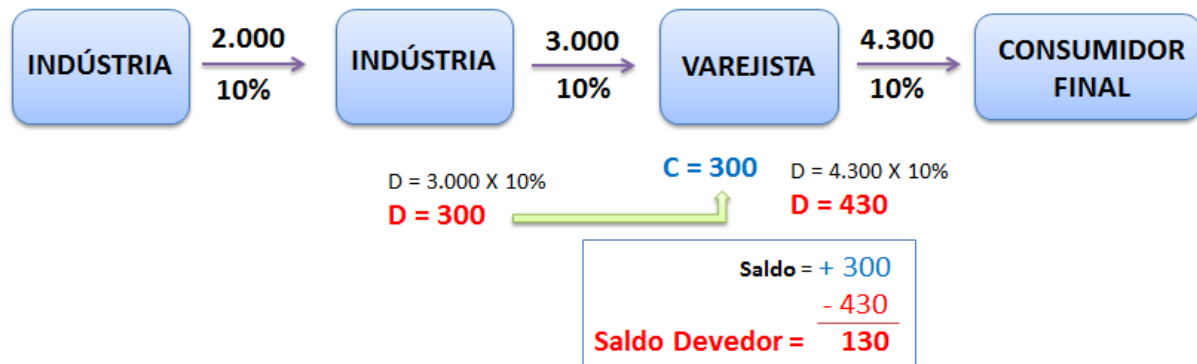 INDÚSTRIA
2.000
10%
INDÚSTRIA
3.000
10%
VAREJISTA
4.300
10%
CONSUMIDOR
FINAL
D = 3.000 X 10%
D = 300
C = 300
D = 4.300 X 10%
D = 430
Saldo = + 300
- 430
Saldo Devedor = 130